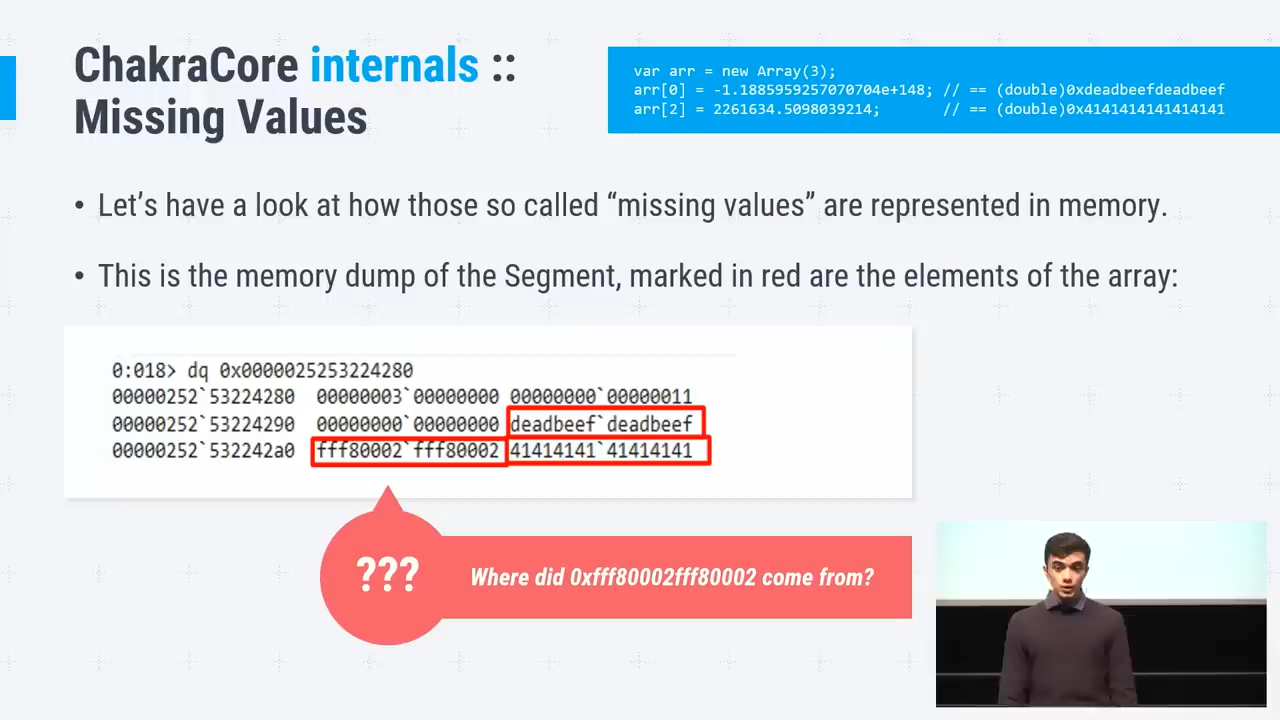 ChakraCore internals ::
Missing Values
var arr = new Array(3);
arr[0] = -1.1885959257070704e+148; // == (double)0xdeadbeefdeadbeef
arr[2] = 2261634.5098039214; // == (double)0x4141414141414141
• Let’s have a look at how those so called “missing values” are represented in memory.
• This is the memory dump of the Segment, marked in red are the elements of the array:
0:018> dq 0x0000025253224280
00000252`53224280 00000003`00000000 00000000`00000011
00000252`53224290 00000000`00000000 deadbeef`deadbeef
00000252`532242a0 fff80002`fff80002 41414141`41414141
???
Where did 0xfff80002fff80002 come from?